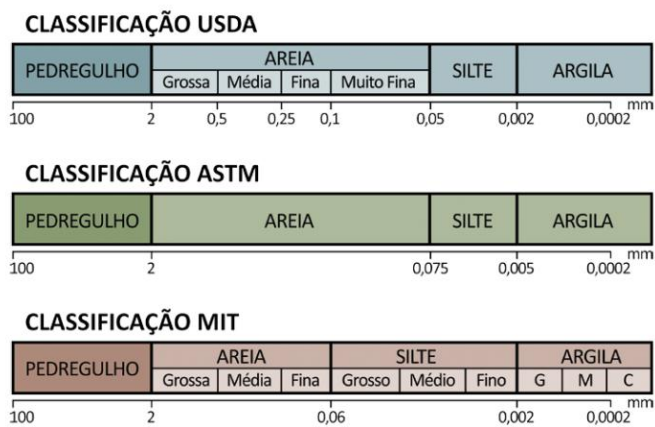 CLASSIFICAÇÃO USDA
PEDREGULHO AREIA SILTE ARGILA
Grossa Média Fina Muito Fina
mm
100 2 0,5 0,25 0,1 0,05 0,002 0,0002
CLASSIFICAÇÃO ASTM
PEDREGULHO AREIA SILTE ARGILA
mm
100 2 0,075 0,005 0,0002
CLASSIFICAÇÃO MIT
PEDREGULHO AREIA SILTE ARGILA
Grossa Média Fina Grosso Médio Fino G M C
mm
100 2 0,06 0,002 0,0002